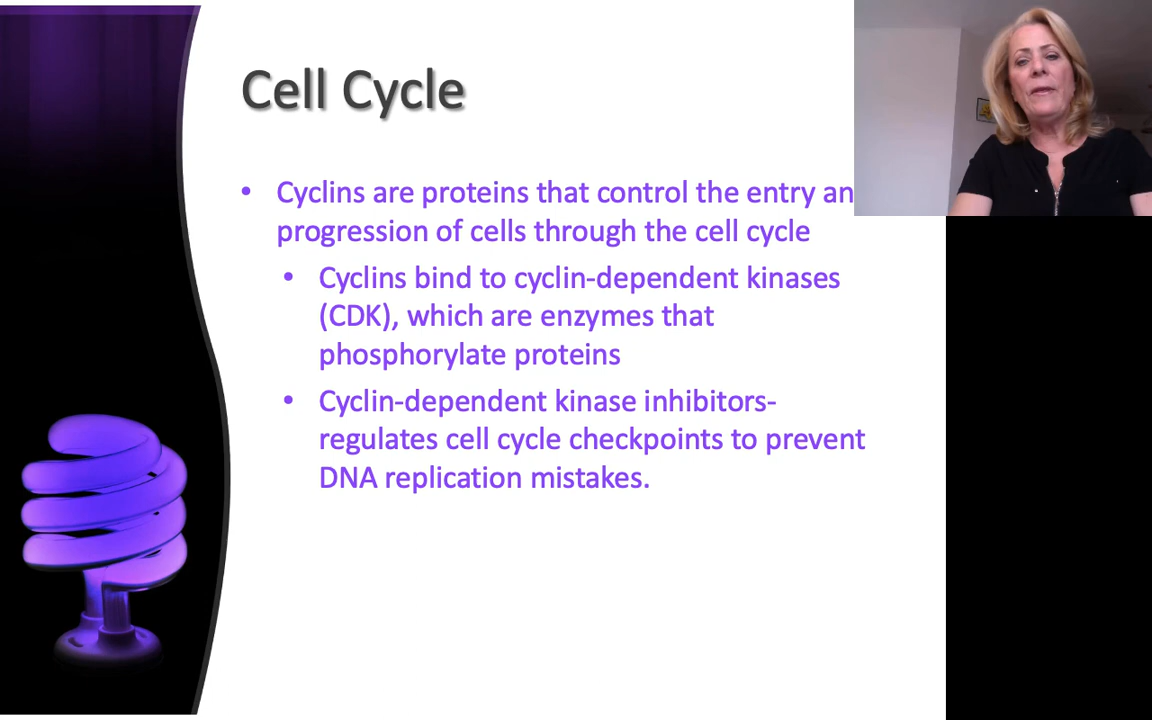 Cell Cycle
• Cyclins are proteins that control the entry an
progression of cells through the cell cycle
• Cyclins bind to cyclin-dependent kinases
(CDK), which are enzymes that
phosphorylate proteins
• Cyclin-dependent kinase inhibitors-
regulates cell cycle checkpoints to prevent
DNA replication mistakes.